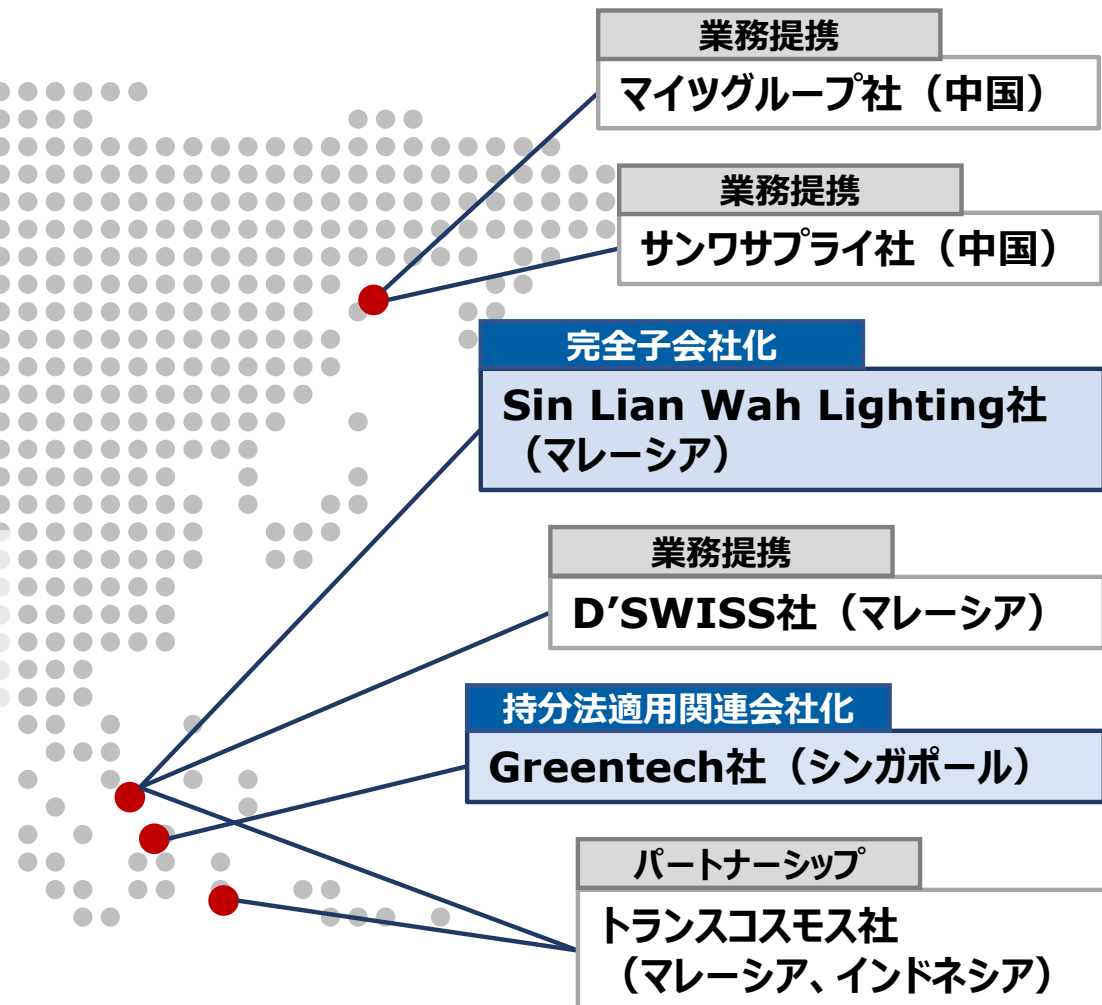 業務提携
マイツグループ社（中国）
業務提携
サンワサプライ社（中国）
完全子会社化
Sin Lian Wah Lighting社
（マレーシア）
業務提携
D’SWISS社（マレーシア）
持分法適用関連会社化
Greentech社（シンガポール）
パートナーシップ
トランスコスモス社
（マレーシア、インドネシア）